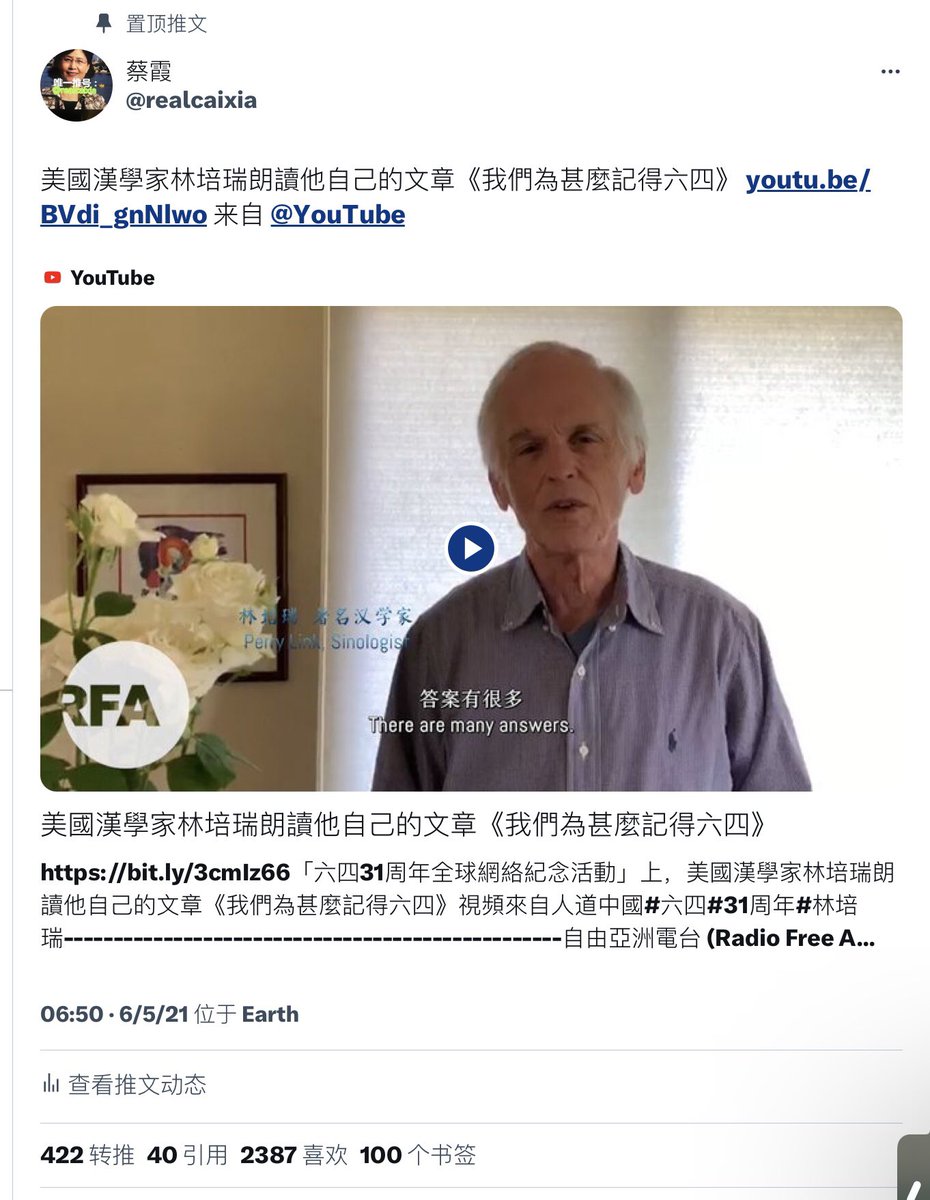 置顶推文
蔡霞
@realcaixia
美國漢學家林培瑞朗讀他自己的文章《我們為甚麼記得六四》 youtu.be/
BVdi_gnNlwo 来自 @YouTube
YouTube
林培瑞 著名汉学家
Perry Link, Sinologist
RFA
答案有很多
There are many answers.
美國漢學家林培瑞朗讀他自己的文章《我們為甚麼記得六四》
https://bit.ly/3cmIz66「六四31周年全球網絡紀念活動」上，美國漢學家林培瑞朗
讀他自己的文章《我們為甚麼記得六四》視頻來自人道中國#六四#31周年#林培
瑞--------------------------------------------------自由亞洲電台 (Radio Free A...
06:50 · 6/5/21 位于 Earth
查看推文动态
422 转推 40 引用 2387 喜欢 100 个书签